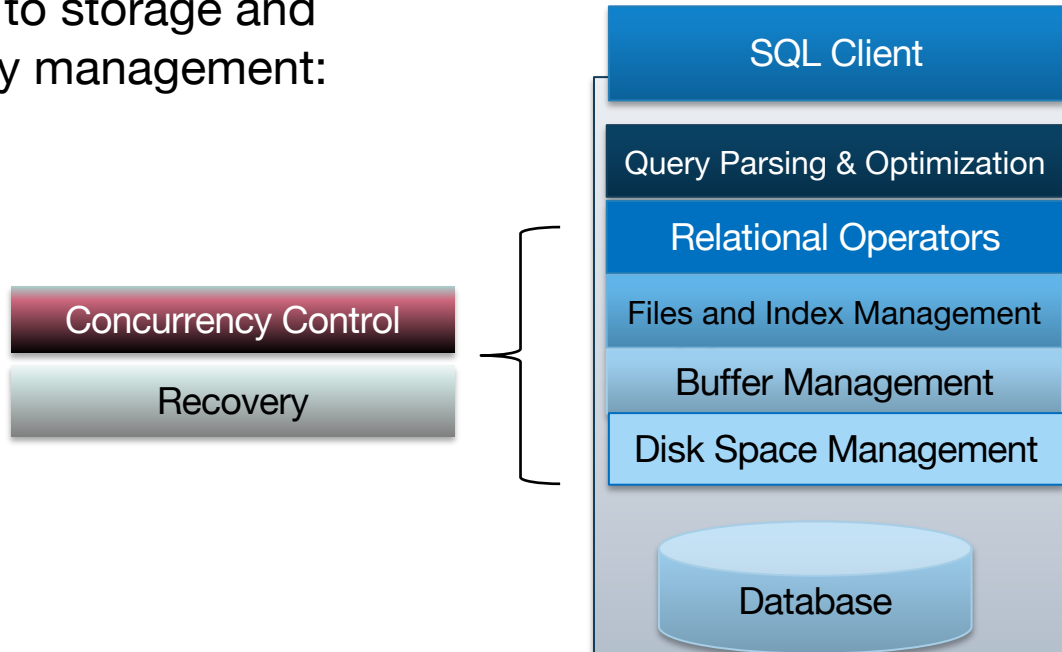 to storage and
y management:
SQL Client
Query Parsing & Optimization
Relational Operators
Files and Index Management
Buffer Management
Disk Space Management
Database
Concurrency Control
Recovery